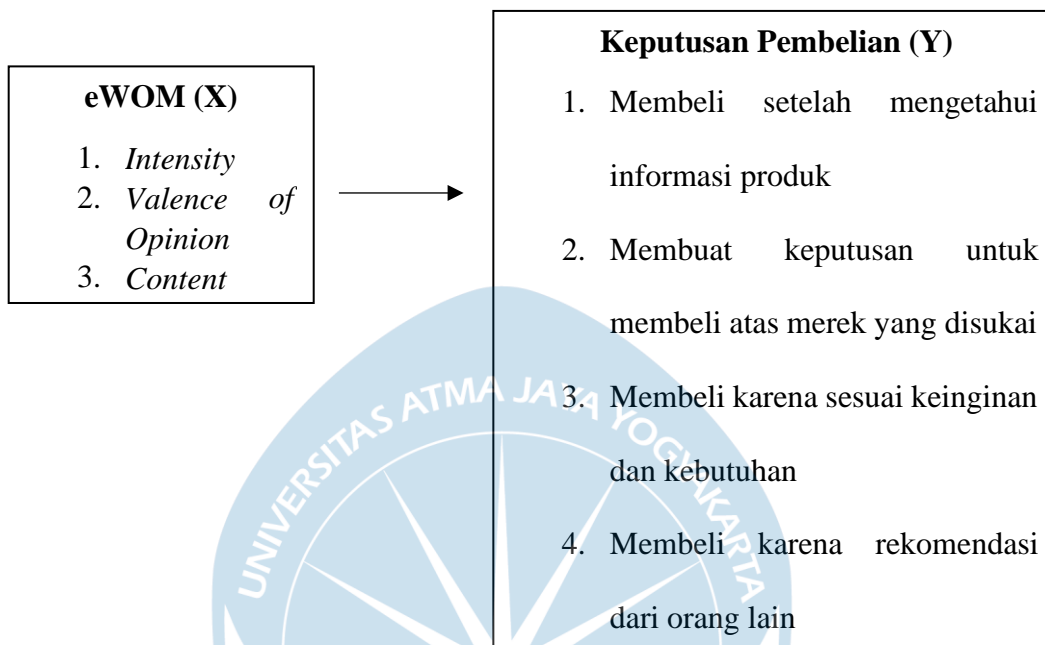 eWOM (X)
1. Intensity
2. Valence of
Opinion
3. Content
Keputusan Pembelian (Y)
1. Membeli setelah mengetahui
informasi produk
2. Membuat keputusan untuk
membeli atas merek yang disukai
3. Membeli karena sesuai keinginan
dan kebutuhan
4. Membeli karena rekomendasi
dari orang lain
UNIVERSITAS ATMA JAYA YOGYAKARTA